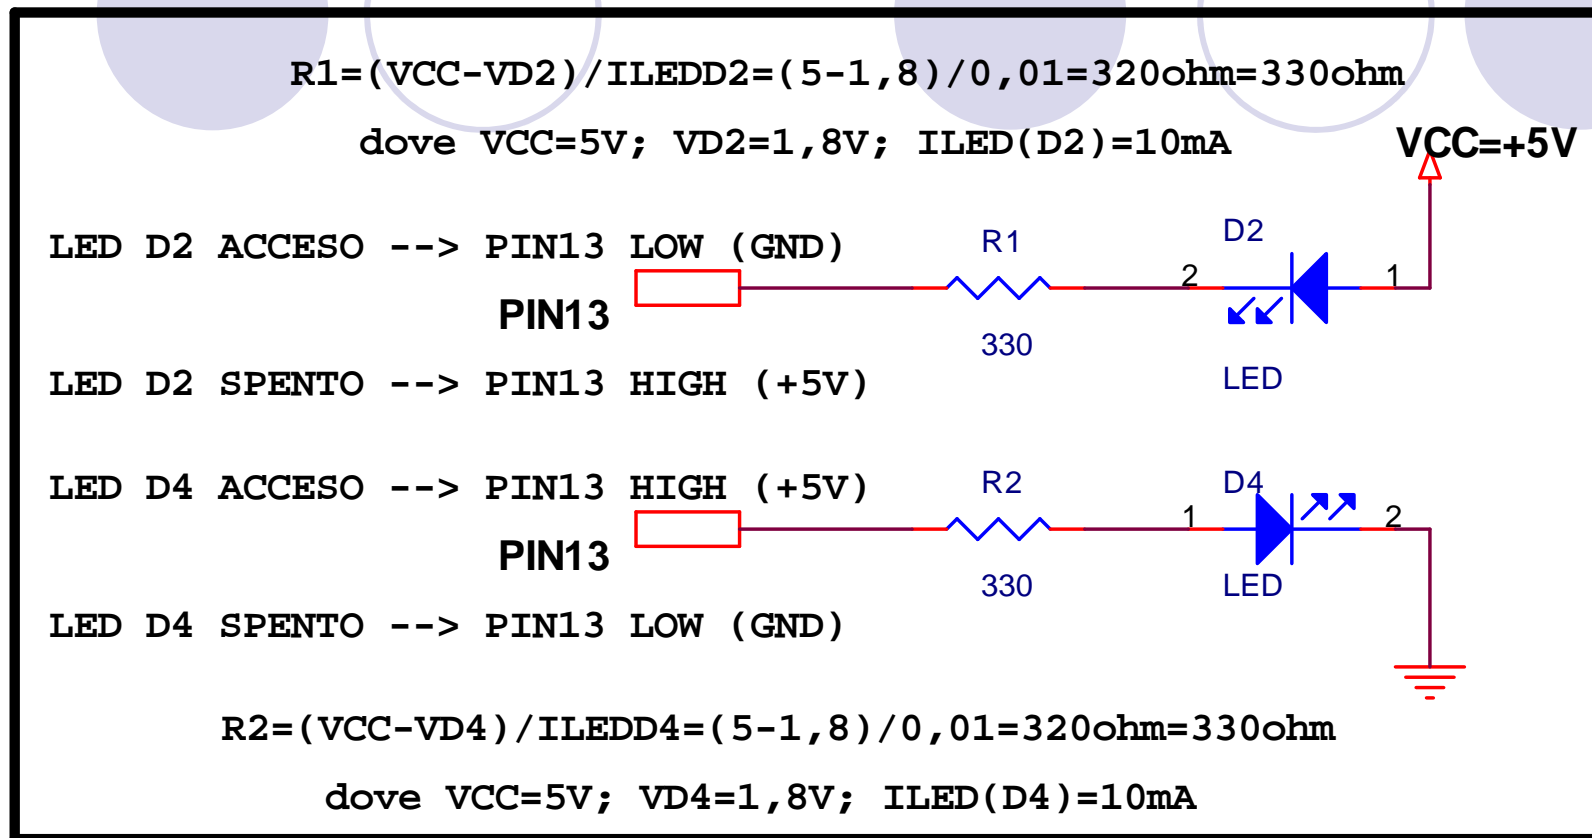 R1=(VCC-VD2)/ILEDD2=(5-1,8)/0,01=320ohm=330ohm
dove VCC=5V; VD2=1,8V; ILED(D2)=10mA
VCC=+5V
LED D2 ACCESO --> PIN13 LOW (GND)
R1
D2
2
1
PIN13
330
LED D2 SPENTO --> PIN13 HIGH (+5V)
LED
LED D4 ACCESO --> PIN13 HIGH (+5V)
R2
D4
1
2
PIN13
330
LED
LED D4 SPENTO --> PIN13 LOW (GND)
R2=(VCC-VD4)/ILEDD4=(5-1,8)/0,01=320ohm=330ohm
dove VCC=5V; VD4=1,8V; ILED(D4)=10mA